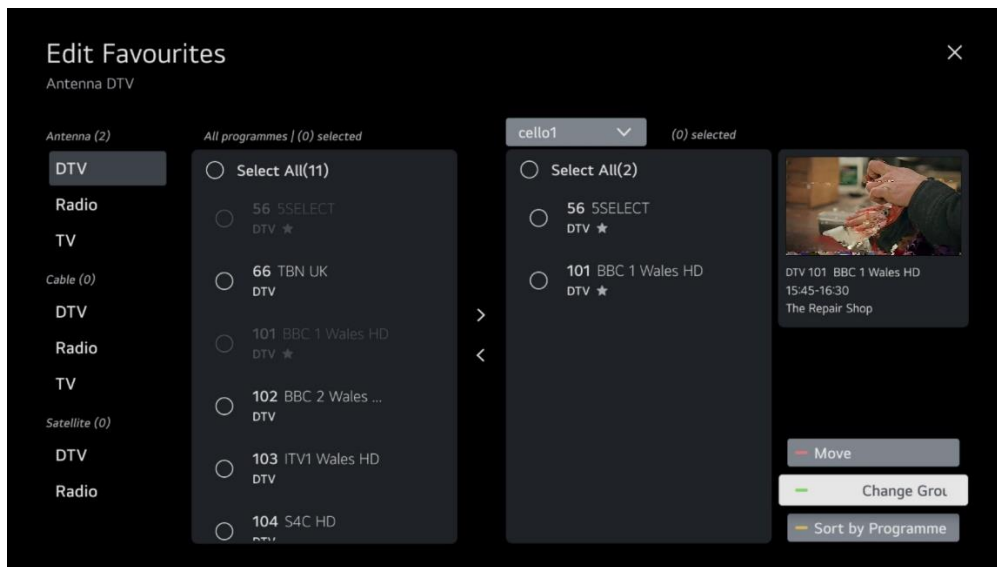 Edit Favourites
Antenna DTV
Antenna (2)
DTV
Radio
TV
Cable (0)
DTV
Radio
TV
Satellite (0)
DTV
Radio
All programmes | (0) selected
Select All(11)
56 5SELECT
DTV ★
66 TBN UK
DTV
101 BBC 1 Wales HD
DTV ★
102 BBC 2 Wales ...
DTV
103 ITV1 Wales HD
DTV
104 S4C HD
DTV
cello1
(0) selected
Select All(2)
56 5SELECT
DTV ★
101 BBC 1 Wales HD
DTV ★
DTV 101 BBC 1 Wales HD
15:45-16:30
The Repair Shop
Move
Change Grou
Sort by Programme